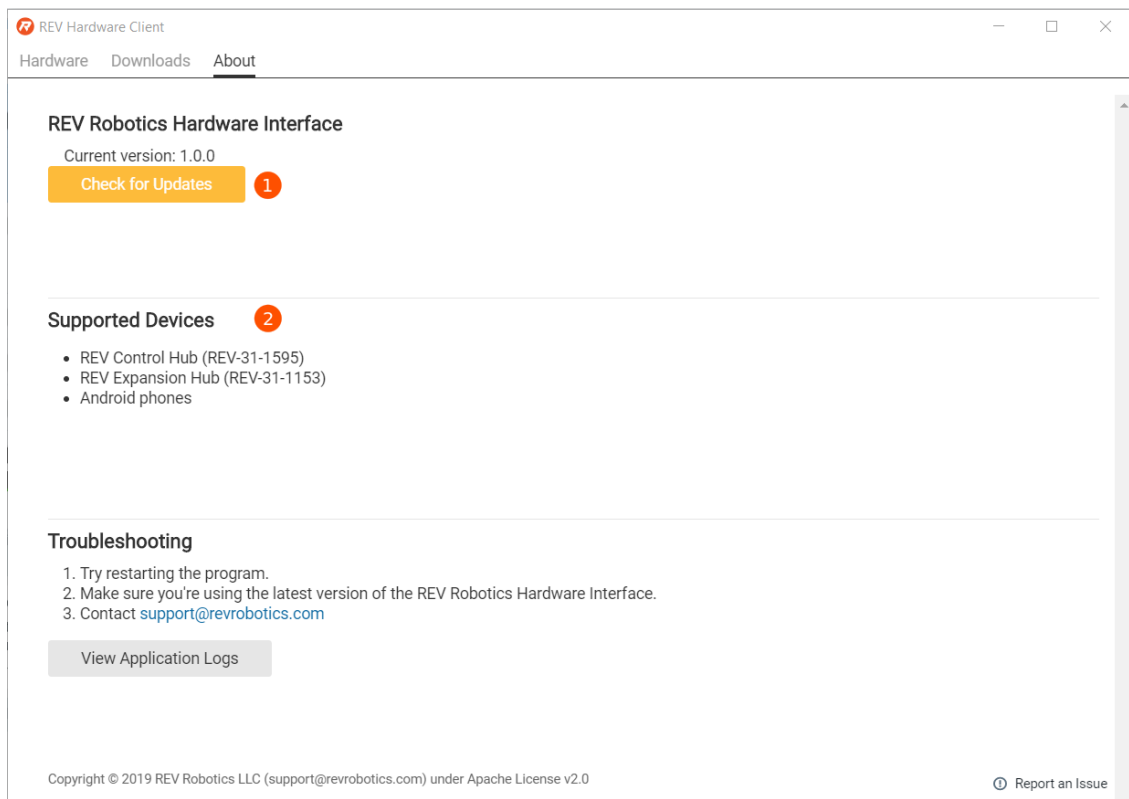 REV Hardware Client
Hardware Downloads About
REV Robotics Hardware Interface
Current version: 1.0.0
Check for Updates 1
Supported Devices 2
• REV Control Hub (REV-31-1595)
• REV Expansion Hub (REV-31-1153)
• Android phones
Troubleshooting
1. Try restarting the program.
2. Make sure you're using the latest version of the REV Robotics Hardware Interface.
3. Contact support@revrobotics.com
View Application Logs
Copyright © 2019 REV Robotics LLC (support@revrobotics.com) under Apache License v2.0
Report an Issue